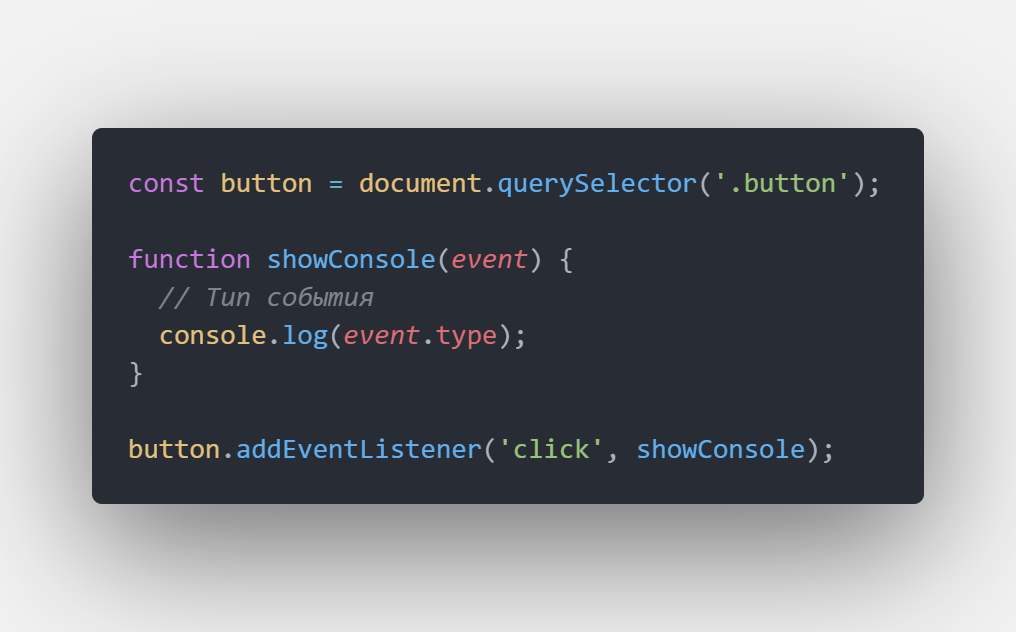 const button = document.querySelector('.button');
function showConsole(event) {
// Тип события
console.log(event.type);
}
button.addEventListener('click', showConsole);